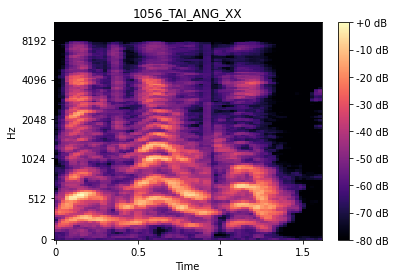 1056_TAI_ANG_XX
8192
4096
2048
1024
512
0
Hz
0
0.5
1
1.5
Time
+0 dB
-10 dB
-20 dB
-30 dB
-40 dB
-50 dB
-60 dB
-70 dB
-80 dB